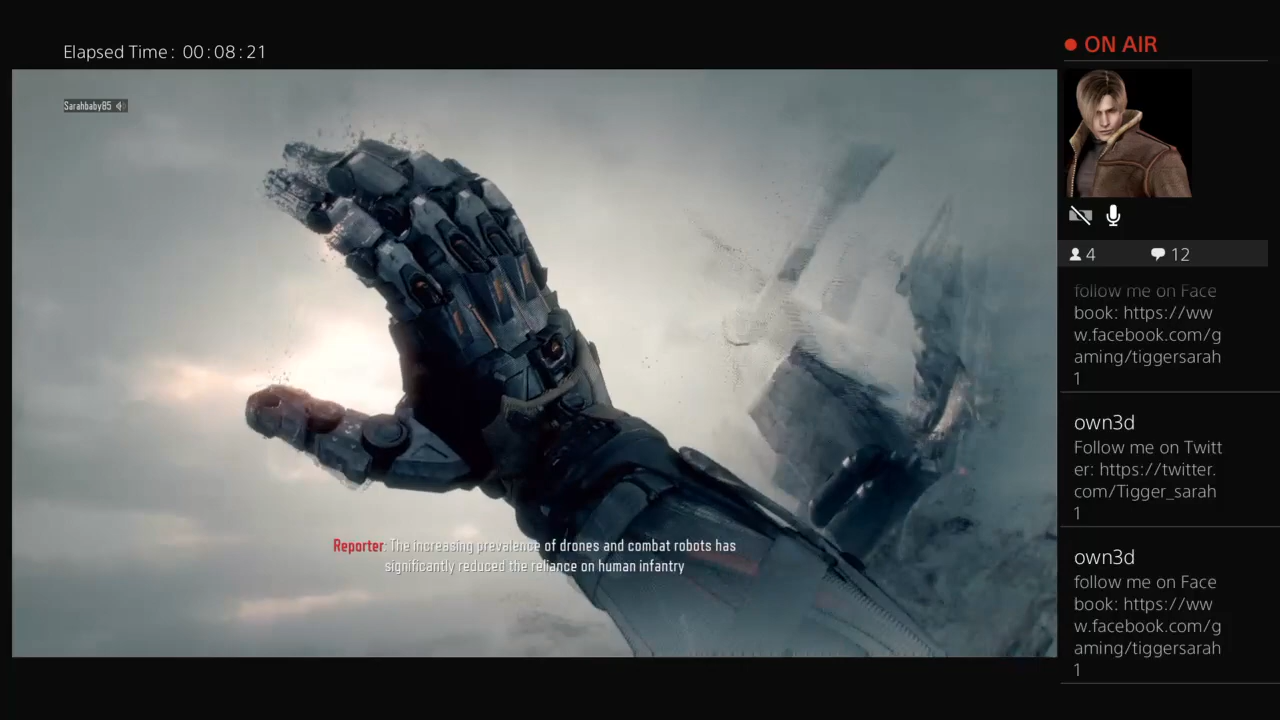 Elapsed Time: 00:08:21
ON AIR
Sarahbaby85
4
12
follow me on Face
book: https://ww
w.facebook.com/g
aming/tiggersarah
1
own3d
Follow me on Twitt
er: https://twitter.
com/Tigger_sarah
1
own3d
follow me on Face
book: https://ww
w.facebook.com/g
aming/tiggersarah
1
Reporter: The increasing prevalence of drones and combat robots has
significantly reduced the reliance on human infantry